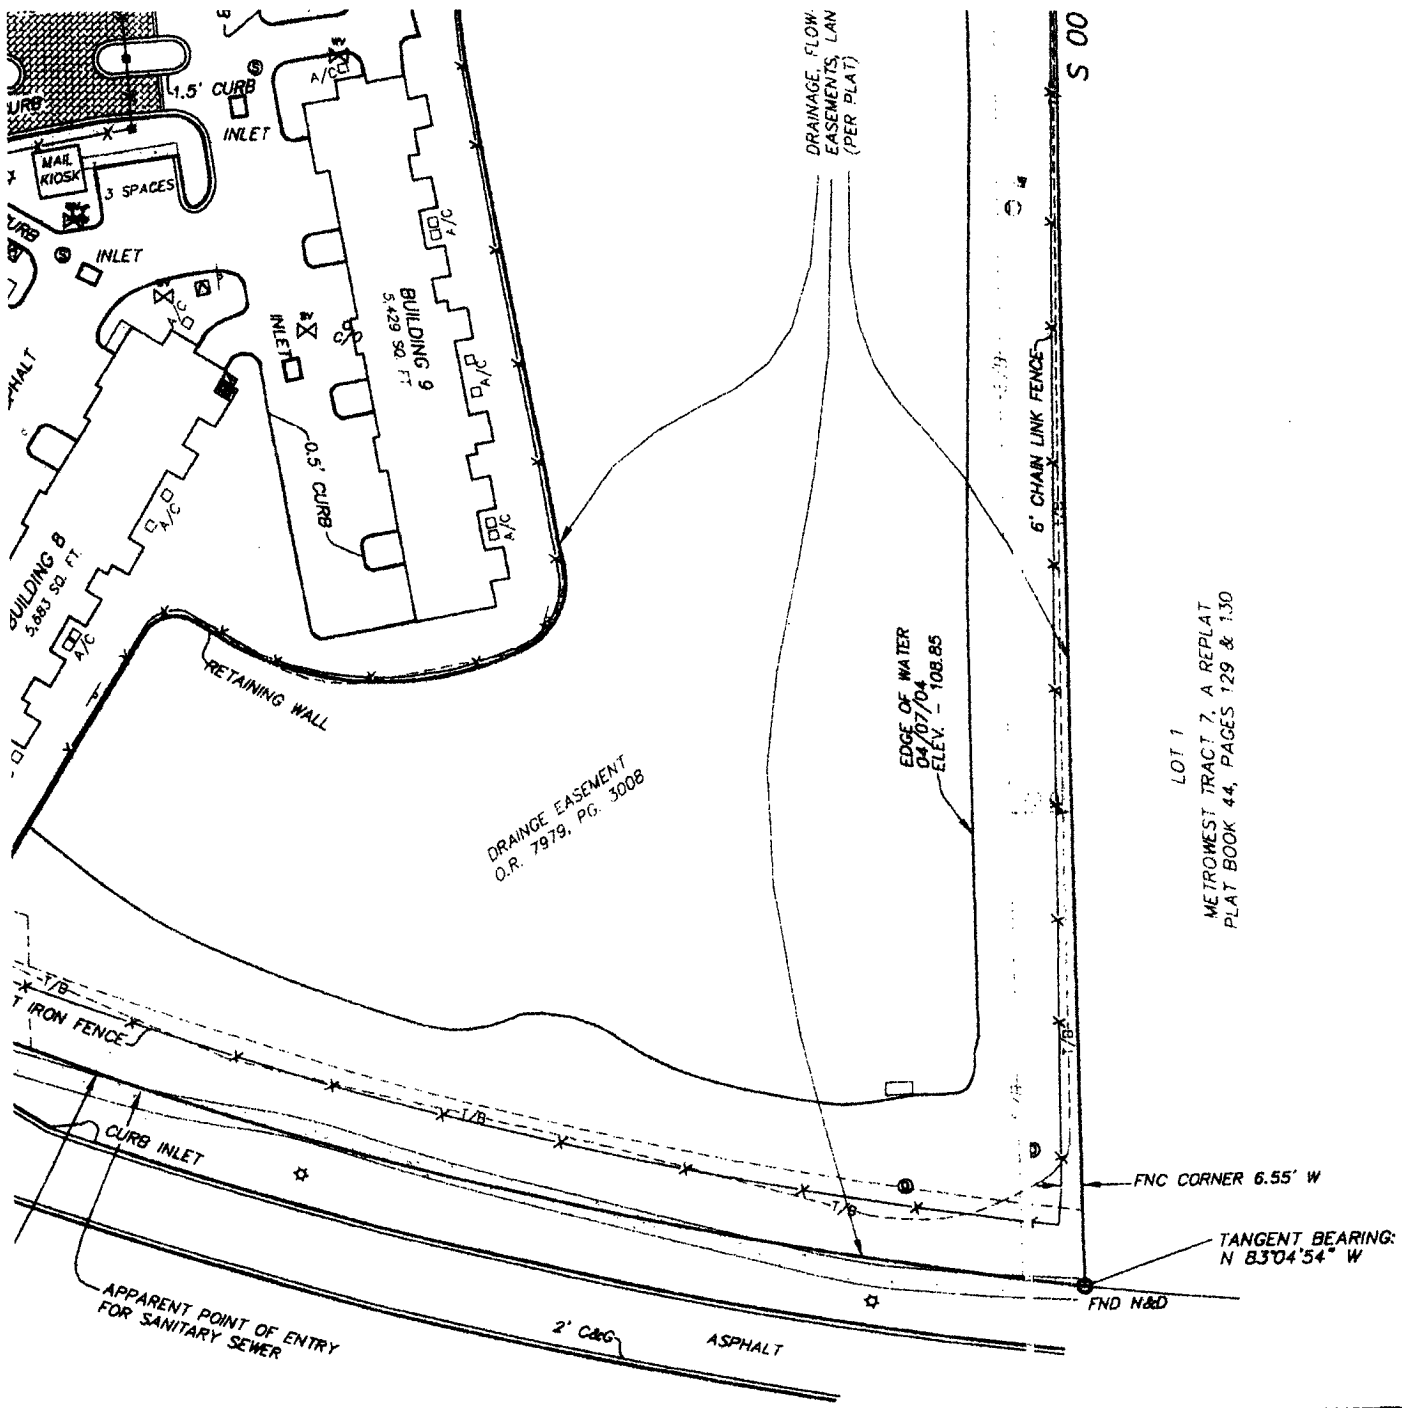 S 00
DRAINAGE, FLOW
EASEMENTS, LAN
(PER PLAT)
1.5' CURB
INLET
A/C
URB
MAIL
KIOSK
3 SPACES
URB
INLET
A/C
A/C
INLET
BUILDING 9
5,429 SQ. FT.
A/C
6' CHAIN LINK FENCE
0.5' CURB
A/C
A/C
BUILDING 8
5,683 SQ. FT.
A/C
RETAINING WALL
EDGE OF WATER
04/07/04
ELEV. - 108.85
LOT 1
METROWEST TRACT 7, A REPLAT
PLAT BOOK 44, PAGES 129 & 130
DRAINGE EASEMENT
O.R. 7979, PG. 3008
T/B
T IRON FENCE
T/B
T/B
T/B
CURB INLET
FNC CORNER 6.55' W
TANGENT BEARING:
N 83°04'54" W
FND N&D
APPARENT POINT OF ENTRY
FOR SANITARY SEWER
2' C&G
ASPHALT